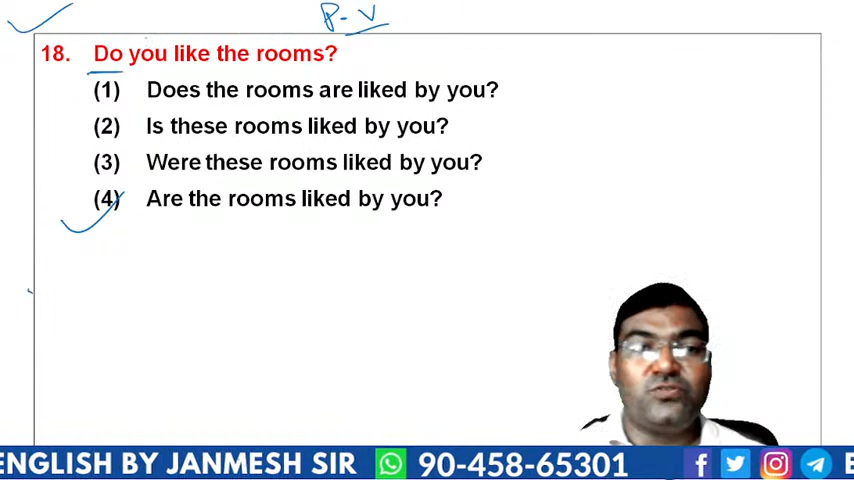 P-V
18. Do you like the rooms?
(1) Does the rooms are liked by you?
(2) Is these rooms liked by you?
(3) Were these rooms liked by you?
(4) Are the rooms liked by you?
ENGLISH BY JANMESH SIR 90-458-65301 E